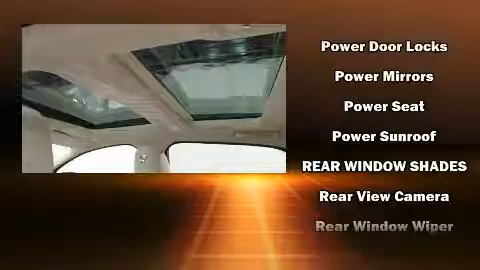 Power Door Locks
Power Mirrors
Power Seat
Power Sunroof
REAR WINDOW SHADES
Rear View Camera
Rear Window Wiper